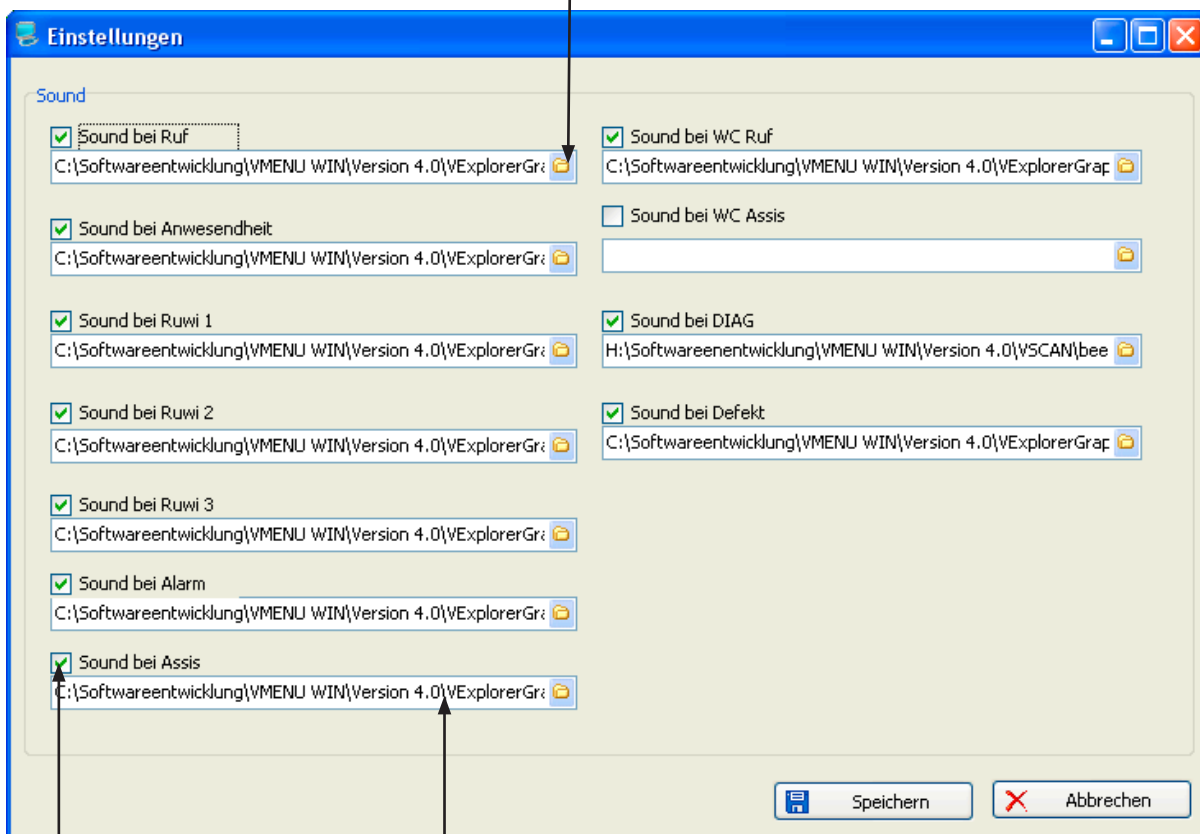 Einstellungen
Sound
Sound bei Ruf
C:\Softwareentwicklung\VMENU WIN\Version 4.0\VExplorerGra
Sound bei Anwesendheit
C:\Softwareentwicklung\VMENU WIN\Version 4.0\VExplorerGra
Sound bei Ruwi 1
C:\Softwareentwicklung\VMENU WIN\Version 4.0\VExplorerGra
Sound bei Ruwi 2
C:\Softwareentwicklung\VMENU WIN\Version 4.0\VExplorerGra
Sound bei Ruwi 3
C:\Softwareentwicklung\VMENU WIN\Version 4.0\VExplorerGra
Sound bei Alarm
C:\Softwareentwicklung\VMENU WIN\Version 4.0\VExplorerGra
Sound bei Assis
C:\Softwareentwicklung\VMENU WIN\Version 4.0\VExplorerGra
Sound bei WC Ruf
C:\Softwareentwicklung\VMENU WIN\Version 4.0\VExplorerGrap
Sound bei WC Assis
Sound bei DIAG
H:\Softwareenentwicklung\VMENU WIN\Version 4.0\VSCAN\bee
Sound bei Defekt
C:\Softwareentwicklung\VMENU WIN\Version 4.0\VExplorerGrap
Speichern
Abbrechen